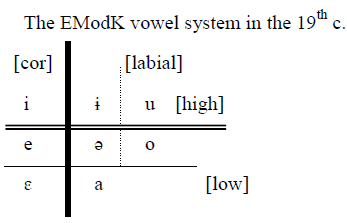 The EModK vowel system in the 19th c.
[cor] [labial]
i ɨ u [high]
e ə o
ε a [low]